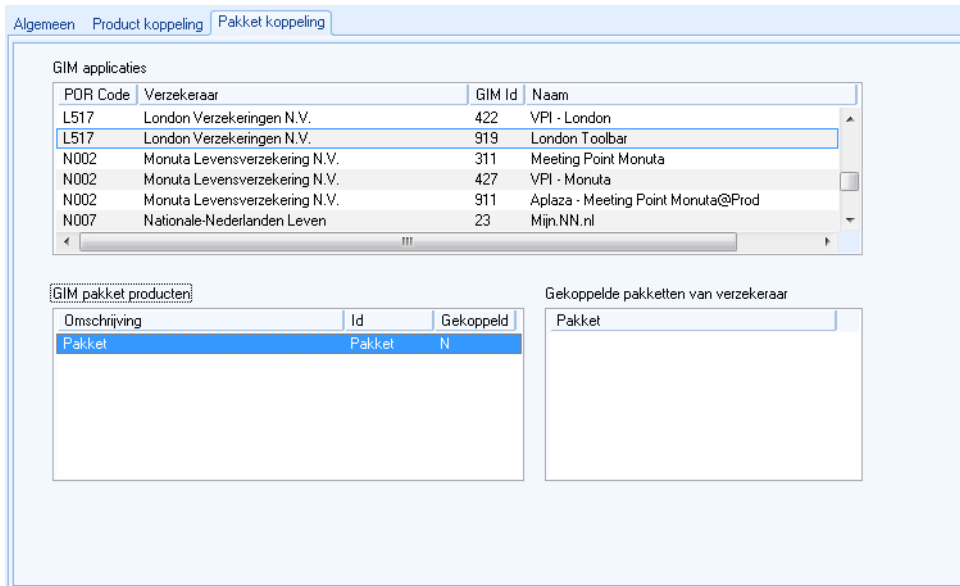 Algemeen Product koppeling Pakket koppeling
GIM applicaties
POR Code Verzekeraar GIM Id Naam
L517 London Verzekeringen N.V. 422 VPI - London
L517 London Verzekeringen N.V. 919 London Toolbar
N002 Monuta Levensverzekering N.V. 311 Meeting Point Monuta
N002 Monuta Levensverzekering N.V. 427 VPI - Monuta
N002 Monuta Levensverzekering N.V. 911 Aplaza - Meeting Point Monuta@Prod
N007 Nationale-Nederlanden Leven 23 Mijn.NN.nl
GIM pakket producten Gekoppelde pakketten van verzekeraar
Omschrijving Id Gekoppeld Pakket
Pakket Pakket N